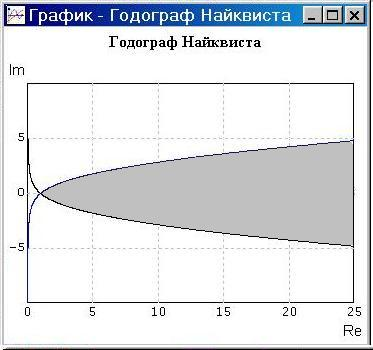 График - Годограф Найквиста
Годограф Найквиста
Im
5
0
-5
0 5 10 15 20 25
Re